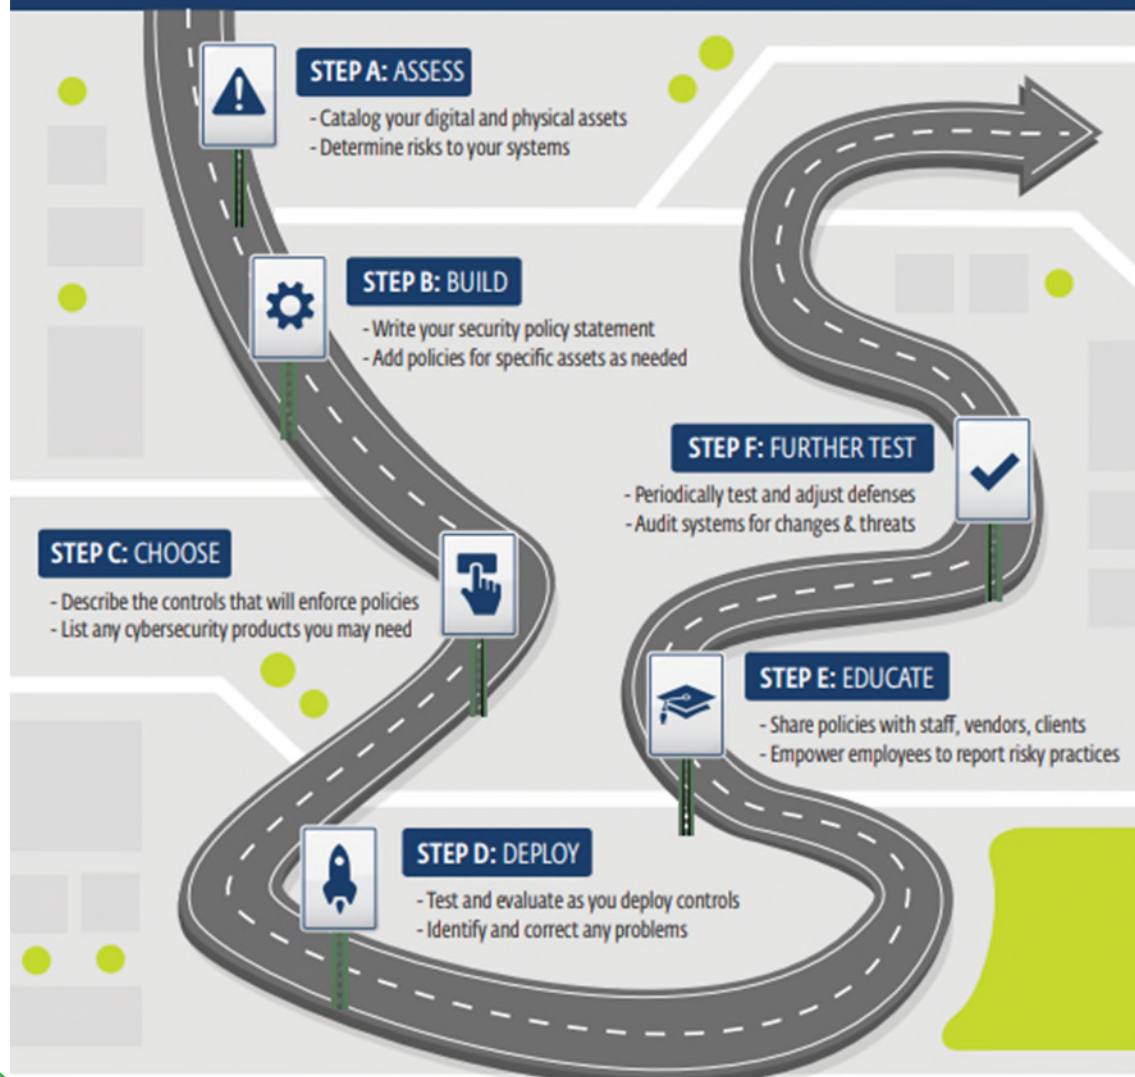 STEP A: ASSESS
- Catalog your digital and physical assets
- Determine risks to your systems
STEP B: BUILD
- Write your security policy statement
- Add policies for specific assets as needed
STEP C: CHOOSE
- Describe the controls that will enforce policies
- List any cybersecurity products you may need
STEP D: DEPLOY
- Test and evaluate as you deploy controls
- Identify and correct any problems
STEP E: EDUCATE
- Share policies with staff, vendors, clients
- Empower employees to report risky practices
STEP F: FURTHER TEST
- Periodically test and adjust defenses
- Audit systems for changes & threats